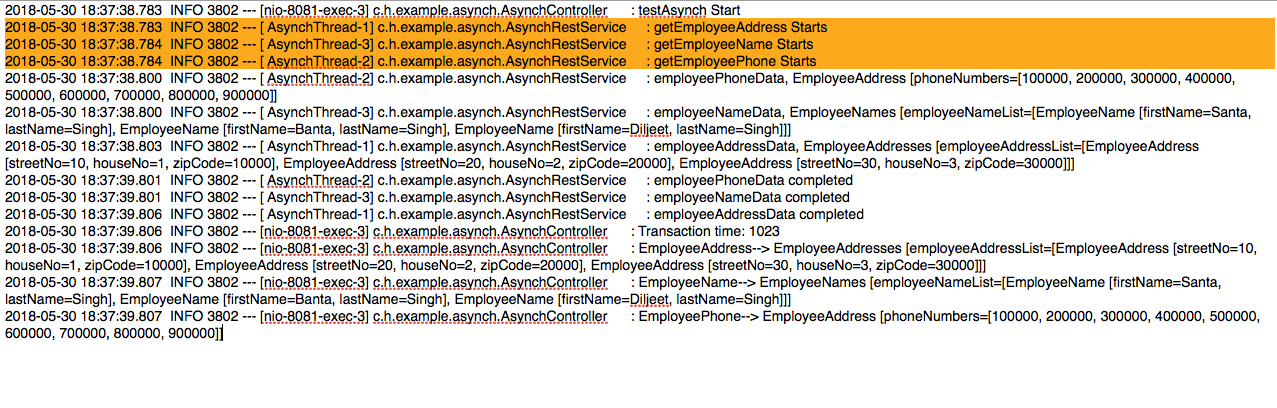 2018-05-30 18:37:38.783  INFO 3802 --- [nio-8081-exec-3] c.h.example.asynch.AsynchController      : testAsynch Start
2018-05-30 18:37:38.783  INFO 3802 --- [ AsynchThread-1] c.h.example.asynch.AsynchRestService     : getEmployeeAddress Starts
2018-05-30 18:37:38.784  INFO 3802 --- [ AsynchThread-3] c.h.example.asynch.AsynchRestService     : getEmployeeName Starts
2018-05-30 18:37:38.784  INFO 3802 --- [ AsynchThread-2] c.h.example.asynch.AsynchRestService     : getEmployeePhone Starts
2018-05-30 18:37:38.800  INFO 3802 --- [ AsynchThread-2] c.h.example.asynch.AsynchRestService     : employeePhoneData, EmployeeAddress [phoneNumbers=[100000, 200000, 300000, 400000,
500000, 600000, 700000, 800000, 900000]]
2018-05-30 18:37:38.800  INFO 3802 --- [ AsynchThread-3] c.h.example.asynch.AsynchRestService     : employeeNameData, EmployeeNames [employeeNameList=[EmployeeName [firstName=Santa,
lastName=Singh], EmployeeName [firstName=Banta, lastName=Singh], EmployeeName [firstName=Diljeet, lastName=Singh]]]
2018-05-30 18:37:38.803  INFO 3802 --- [ AsynchThread-1] c.h.example.asynch.AsynchRestService     : employeeAddressData, EmployeeAddresses [employeeAddressList=[EmployeeAddress
[streetNo=10, houseNo=1, zipCode=10000], EmployeeAddress [streetNo=20, houseNo=2, zipCode=20000], EmployeeAddress [streetNo=30, houseNo=3, zipCode=30000]]]
2018-05-30 18:37:39.801  INFO 3802 --- [ AsynchThread-2] c.h.example.asynch.AsynchRestService     : employeePhoneData completed
2018-05-30 18:37:39.801  INFO 3802 --- [ AsynchThread-3] c.h.example.asynch.AsynchRestService     : employeeNameData completed
2018-05-30 18:37:39.806  INFO 3802 --- [ AsynchThread-1] c.h.example.asynch.AsynchRestService     : employeeAddressData completed
2018-05-30 18:37:39.806  INFO 3802 --- [nio-8081-exec-3] c.h.example.asynch.AsynchController      : Transaction time: 1023
2018-05-30 18:37:39.806  INFO 3802 --- [nio-8081-exec-3] c.h.example.asynch.AsynchController      : EmployeeAddress--> EmployeeAddresses [employeeAddressList=[EmployeeAddress [streetNo=10,
houseNo=1, zipCode=10000], EmployeeAddress [streetNo=20, houseNo=2, zipCode=20000], EmployeeAddress [streetNo=30, houseNo=3, zipCode=30000]]]
2018-05-30 18:37:39.807  INFO 3802 --- [nio-8081-exec-3] c.h.example.asynch.AsynchController      : EmployeeName--> EmployeeNames [employeeNameList=[EmployeeName [firstName=Santa,
lastName=Singh], EmployeeName [firstName=Banta, lastName=Singh], EmployeeName [firstName=Diljeet, lastName=Singh]]]
2018-05-30 18:37:39.807  INFO 3802 --- [nio-8081-exec-3] c.h.example.asynch.AsynchController      : EmployeePhone--> EmployeeAddress [phoneNumbers=[100000, 200000, 300000, 400000, 500000,
600000, 700000, 800000, 900000]]